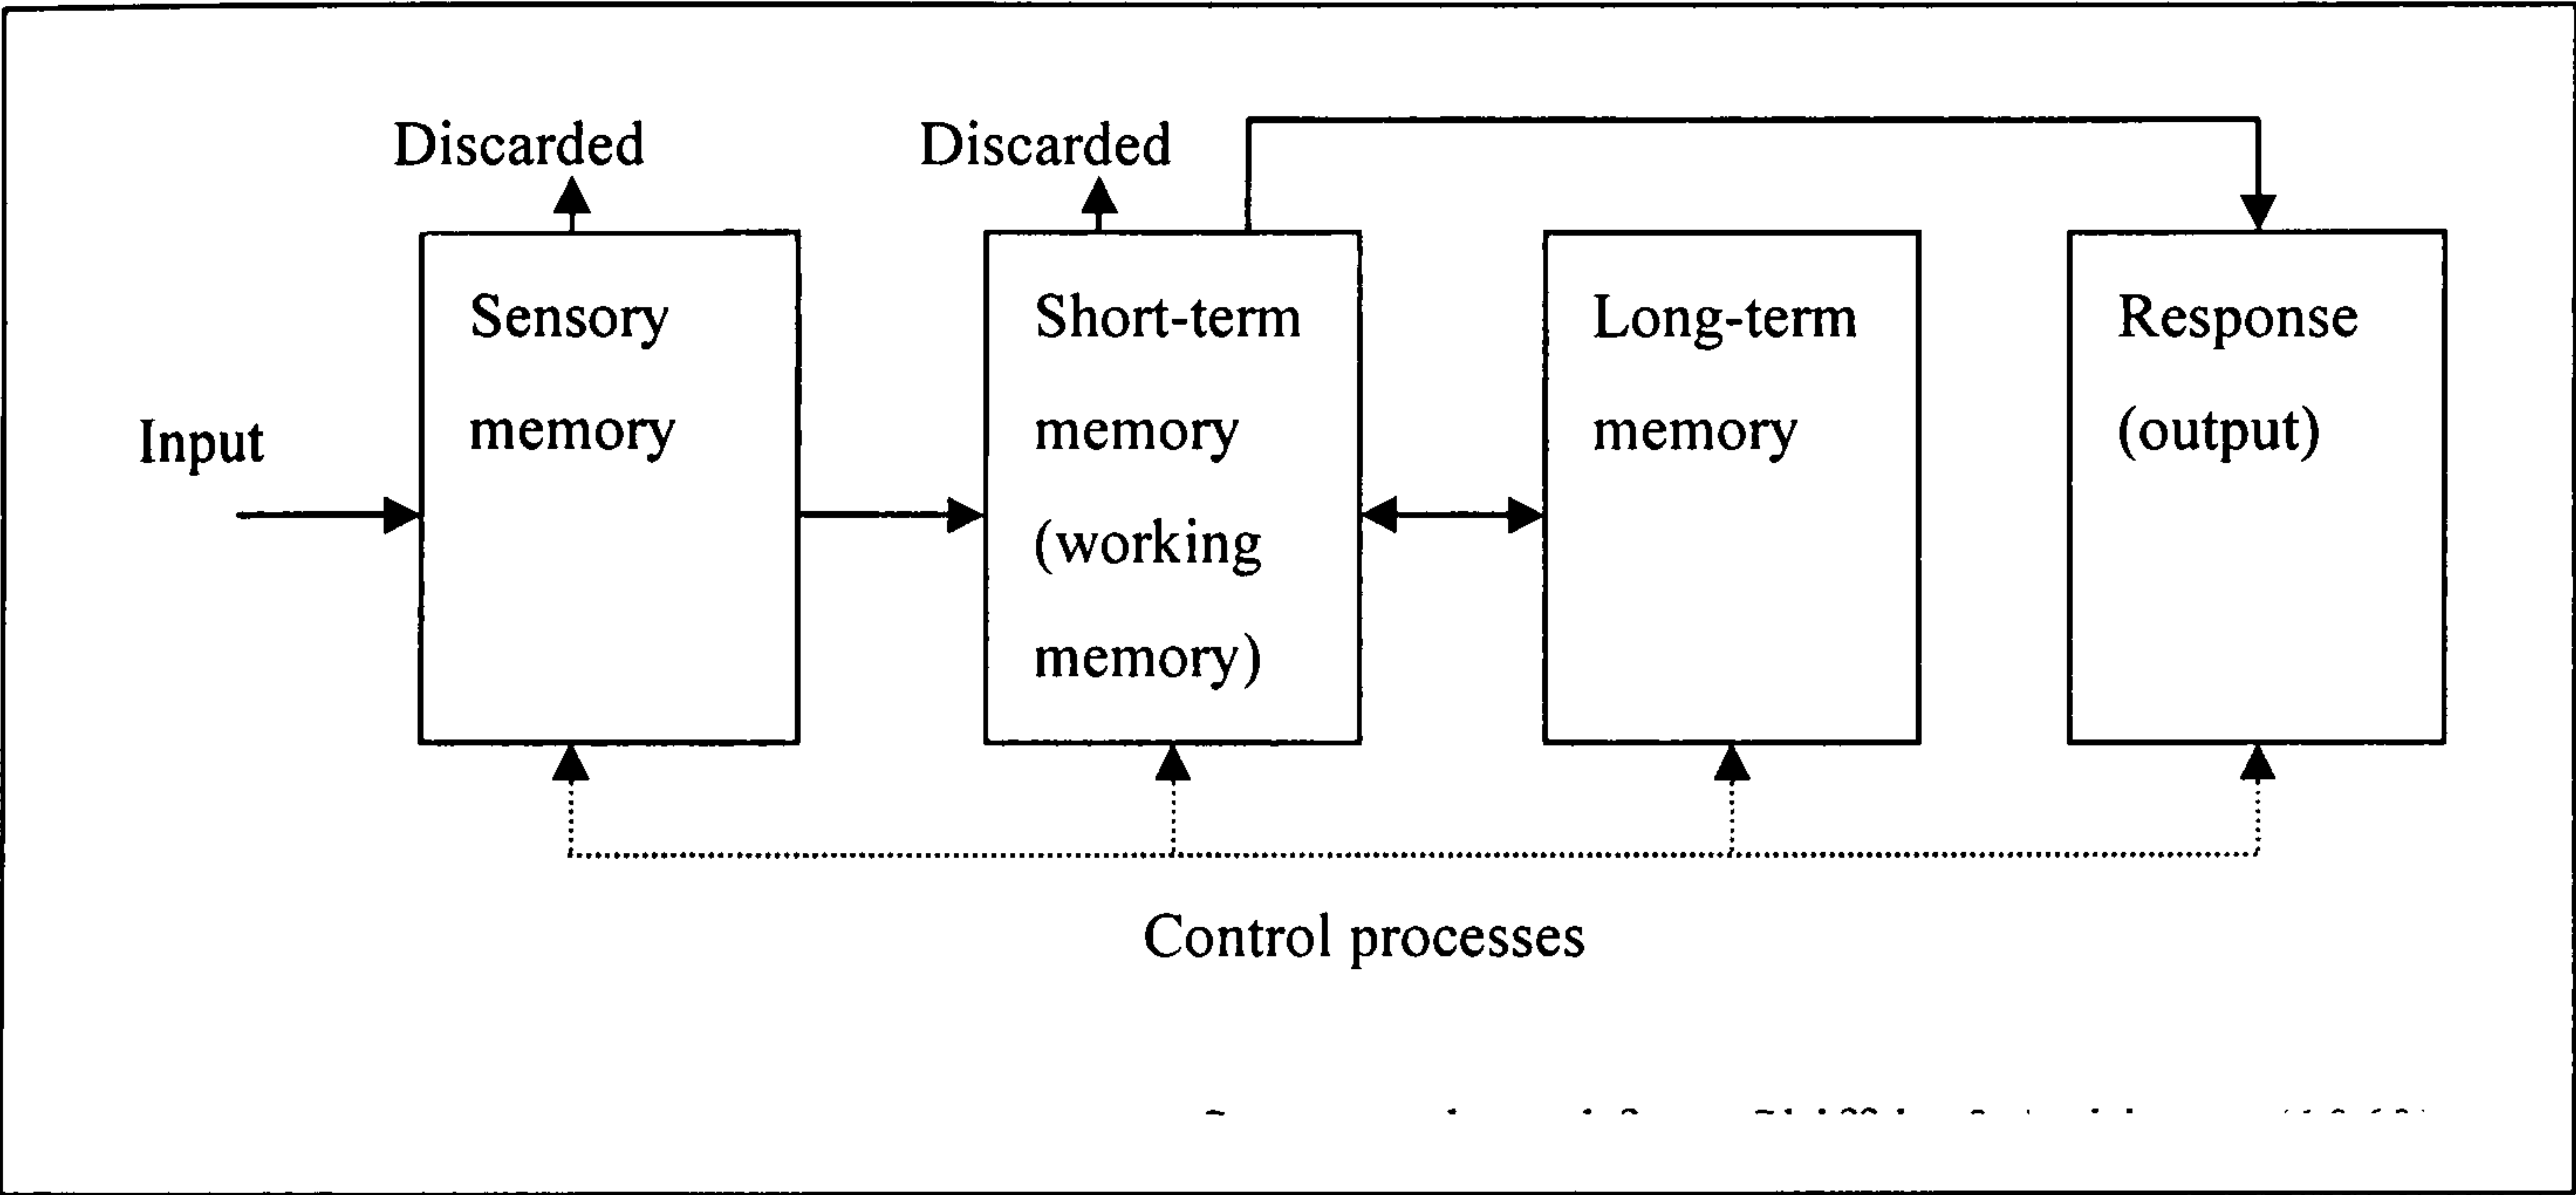 Discarded
Discarded
Input
Sensory
memory
Short-term
memory
(working
memory)
Long-term
memory
Response
(output)
Control processes